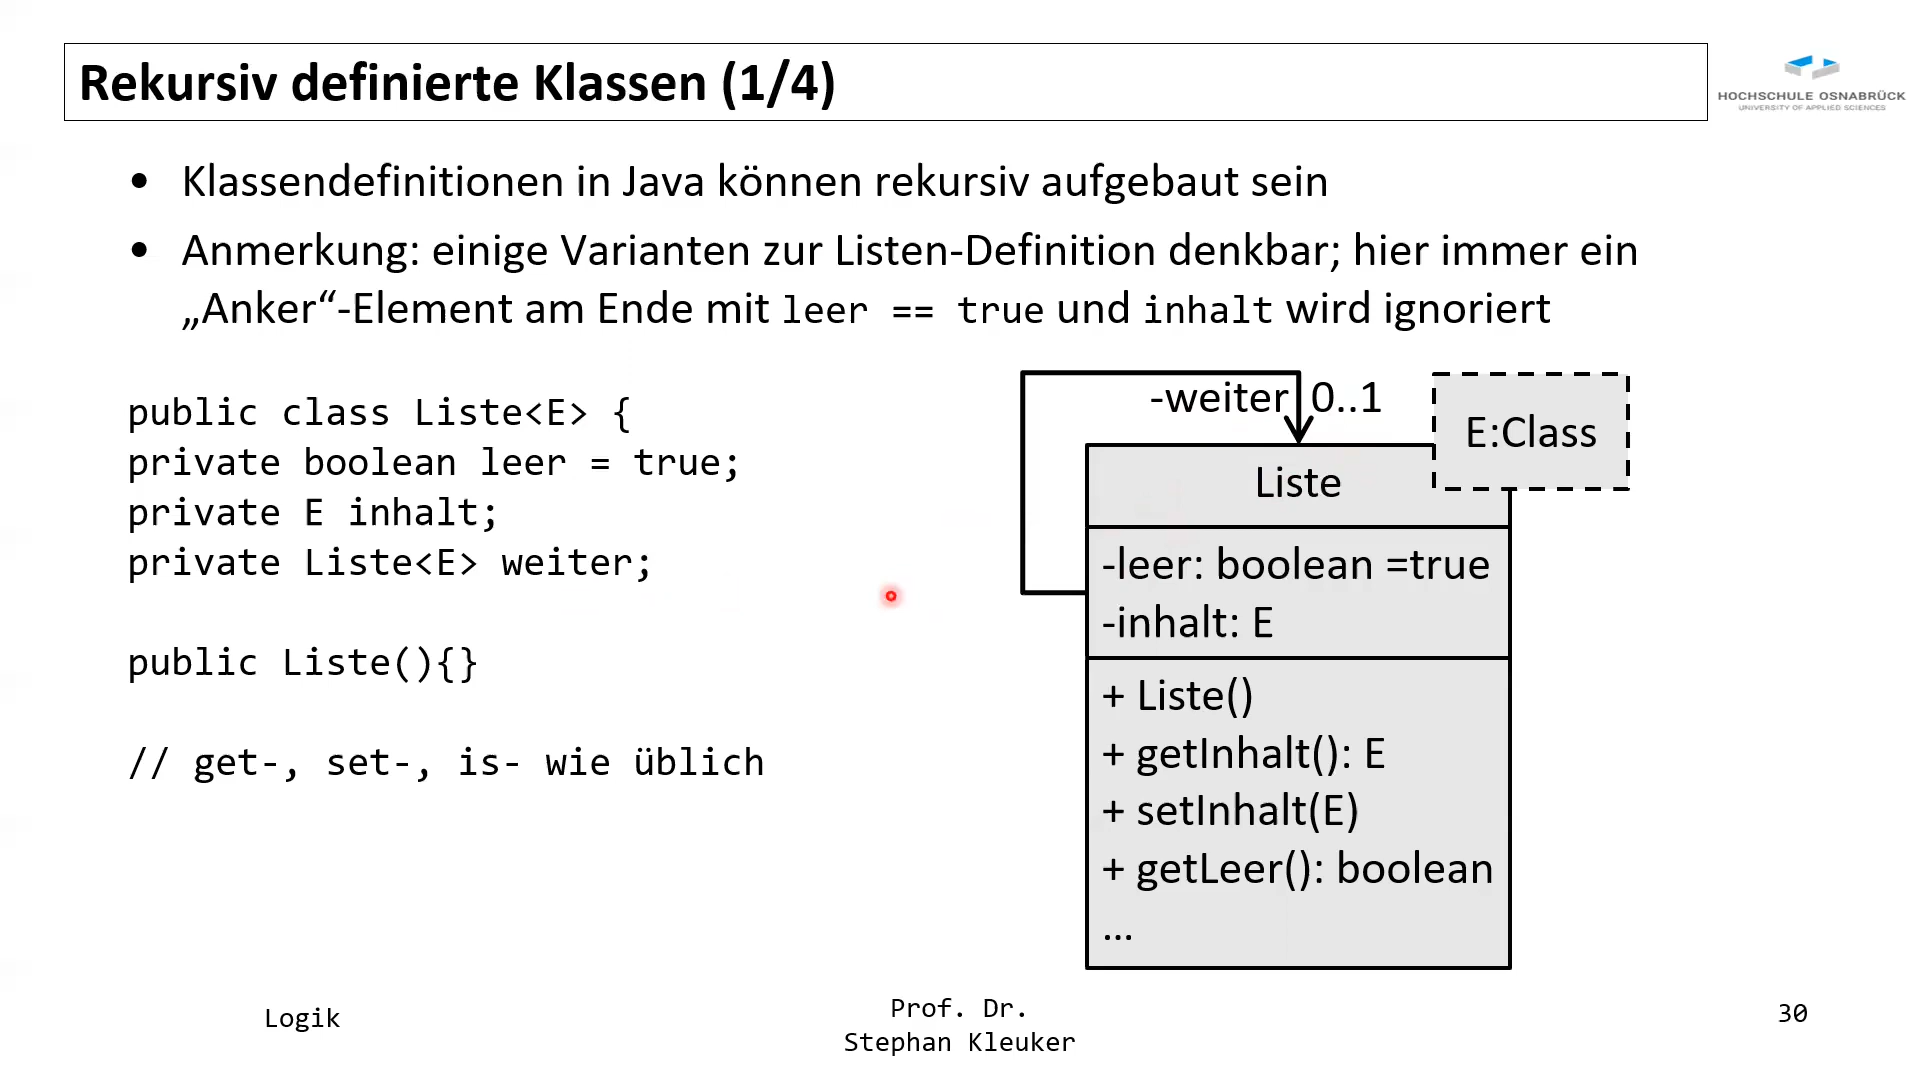 Rekursiv definierte Klassen (1/4)
HOCHSCHULE OSNABRÜCK
UNIVERSITY OF APPLIED SCIENCES
• Klassendefinitionen in Java können rekursiv aufgebaut sein
• Anmerkung: einige Varianten zur Listen-Definition denkbar; hier immer ein
„Anker“-Element am Ende mit leer == true und inhalt wird ignoriert
public class Liste<E> {
private boolean leer = true;
private E inhalt;
private Liste<E> weiter;
public Liste(){}
// get-, set-, is- wie üblich
-weiter 0..1
E:Class
Liste
-leer: boolean =true
-inhalt: E
+ Liste()
+ getInhalt(): E
+ setInhalt(E)
+ getLeer(): boolean
...
Logik
Prof. Dr.
Stephan Kleuker
30